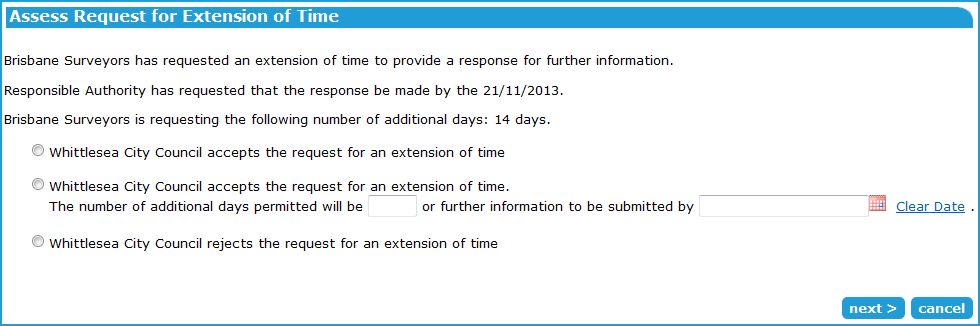 Assess Request for Extension of Time
Brisbane Surveyors has requested an extension of time to provide a response for further information.
Responsible Authority has requested that the response be made by the 21/11/2013.
Brisbane Surveyors is requesting the following number of additional days: 14 days.
Whittlesea City Council accepts the request for an extension of time
Whittlesea City Council accepts the request for an extension of time.
The number of additional days permitted will be or further information to be submitted by Clear Date .
Whittlesea City Council rejects the request for an extension of time
next > cancel